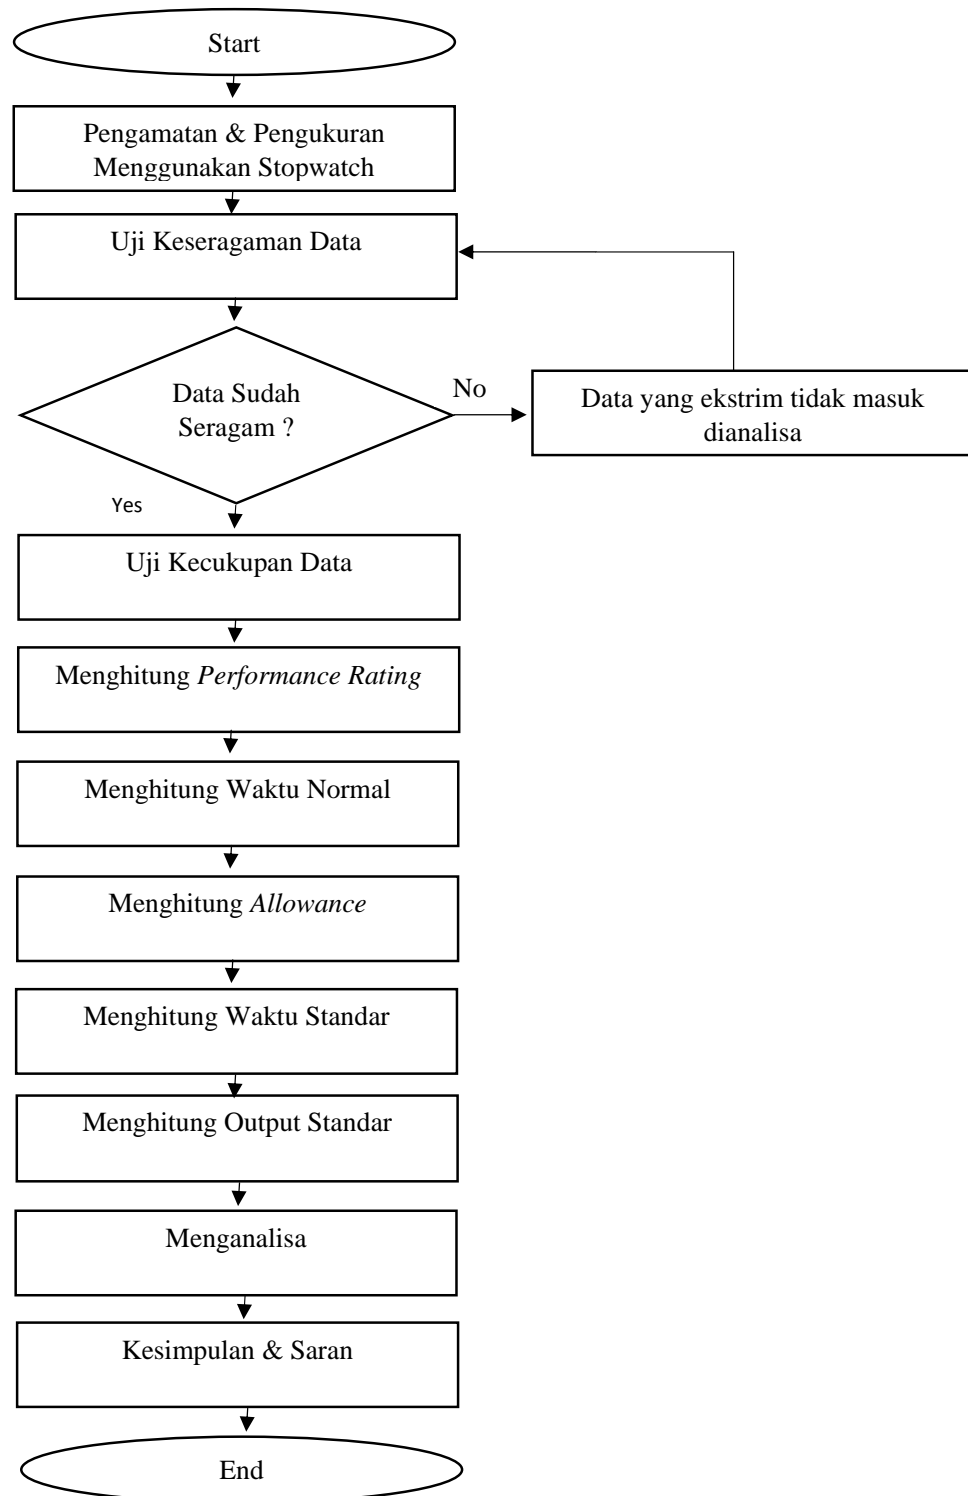 Start
Pengamatan & Pengukuran
Menggunakan Stopwatch
Uji Keseragaman Data
Data Sudah
Seragam ?
No
Data yang ekstrim tidak masuk
dianalisa
Yes
Uji Kecukupan Data
Menghitung Performance Rating
Menghitung Waktu Normal
Menghitung Allowance
Menghitung Waktu Standar
Menghitung Output Standar
Menganalisa
Kesimpulan & Saran
End